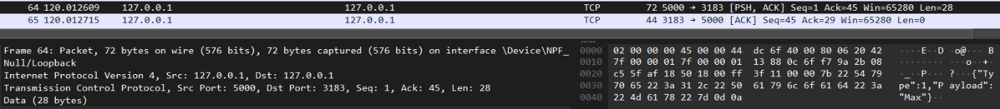 64 120.012609 127.0.0.1 127.0.0.1 TCP 72 5000 → 3183 [PSH, ACK] Seq=1 Ack=45 Win=65280 Len=28
65 120.012715 127.0.0.1 127.0.0.1 TCP 44 3183 → 5000 [ACK] Seq=45 Ack=29 Win=65280 Len=0
Frame 64: Packet, 72 bytes on wire (576 bits), 72 bytes captured (576 bits) on interface \Device\NPF_
Null/Loopback
Internet Protocol Version 4, Src: 127.0.0.1, Dst: 127.0.0.1
Transmission Control Protocol, Src Port: 5000, Dst Port: 3183, Seq: 1, Ack: 45, Len: 28
Data (28 bytes)
0000 02 00 00 00 45 00 00 44 dc 6f 40 00 80 06 20 42 ····E··D ·o@··· B
0010 7f 00 00 01 7f 00 00 01 13 88 0c 6f f7 9a 2b 08 ········ ···o··+·
0020 c5 5f af 18 50 18 00 ff 3f 11 00 00 7b 22 54 79 ·_··P··· ?···{"Ty
0030 70 65 22 3a 31 2c 22 50 61 79 6c 6f 61 64 22 3a pe":1,"P ayload":
0040 22 4d 61 78 22 7d 0d 0a "Max"}··